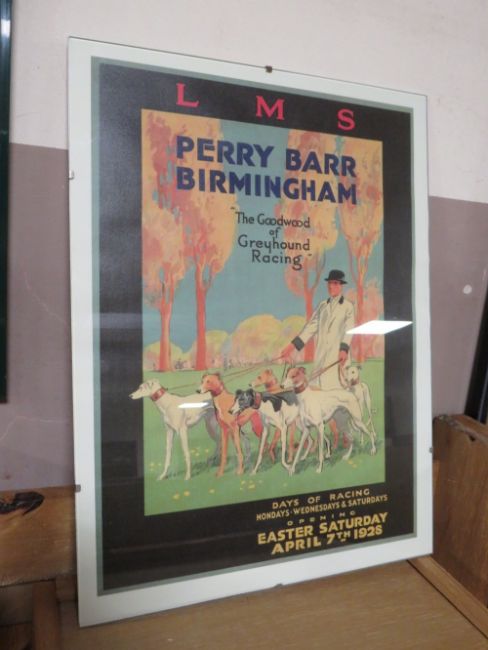 L M S
PERRY BARR
BIRMINGHAM
"The Goodwood
of
Greyhound
Racing"
DAYS OF RACING
MONDAYS·WEDNESDAYS & SATURDAYS
OPENING
EASTER SATURDAY
APRIL 7TH 1928